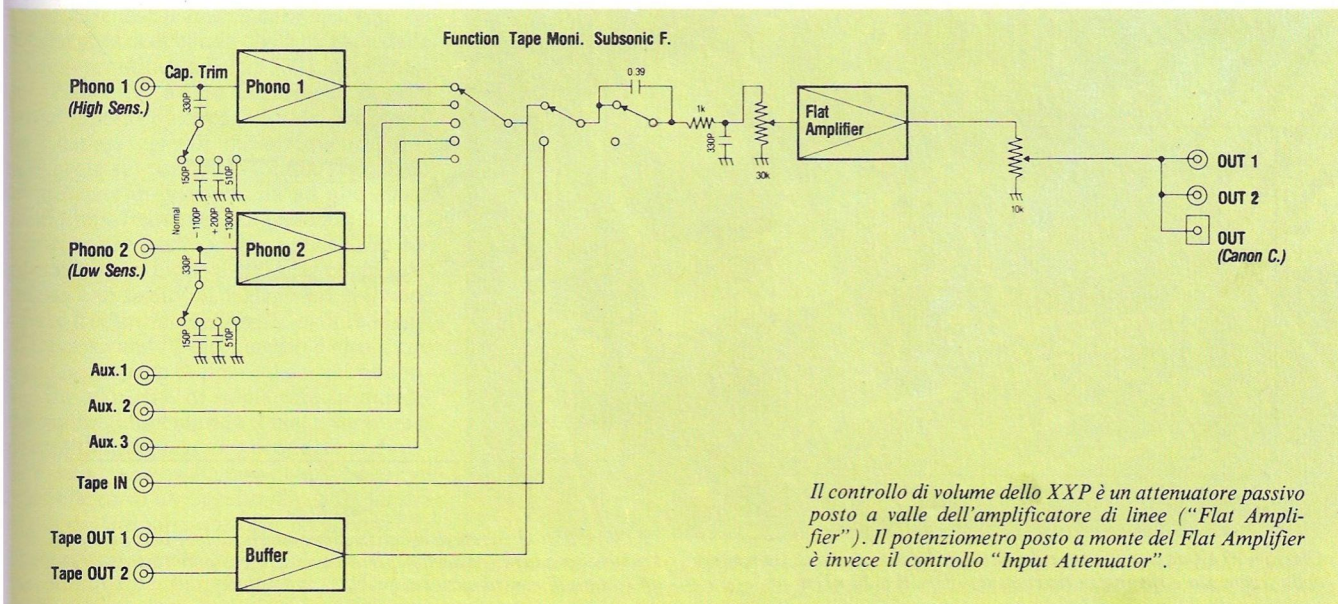 Function Tape Moni. Subsonic F.
Phono 1
(High Sens.)
Cap. Trim
330P
Phono 1
150P
510P
Normal
-1100P
+200P
-1300P
Phono 2
(Low Sens.)
330P
Phono 2
150P
510P
Aux.1
Aux. 2
Aux. 3
Tape IN
Tape OUT 1
Tape OUT 2
Buffer
0.39
1k
330P
30k
Flat
Amplifier
10k
OUT 1
OUT 2
OUT
(Canon C.)
Il controllo di volume dello XXP è un attenuatore passivo
posto a valle dell'amplificatore di linee ("Flat Ampli-
fier"). Il potenziometro posto a monte del Flat Amplifier
è invece il controllo "Input Attenuator".